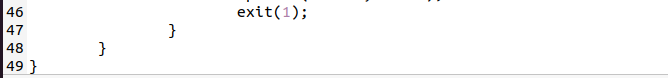 46 exit(1);
47 }
48 }
49 }